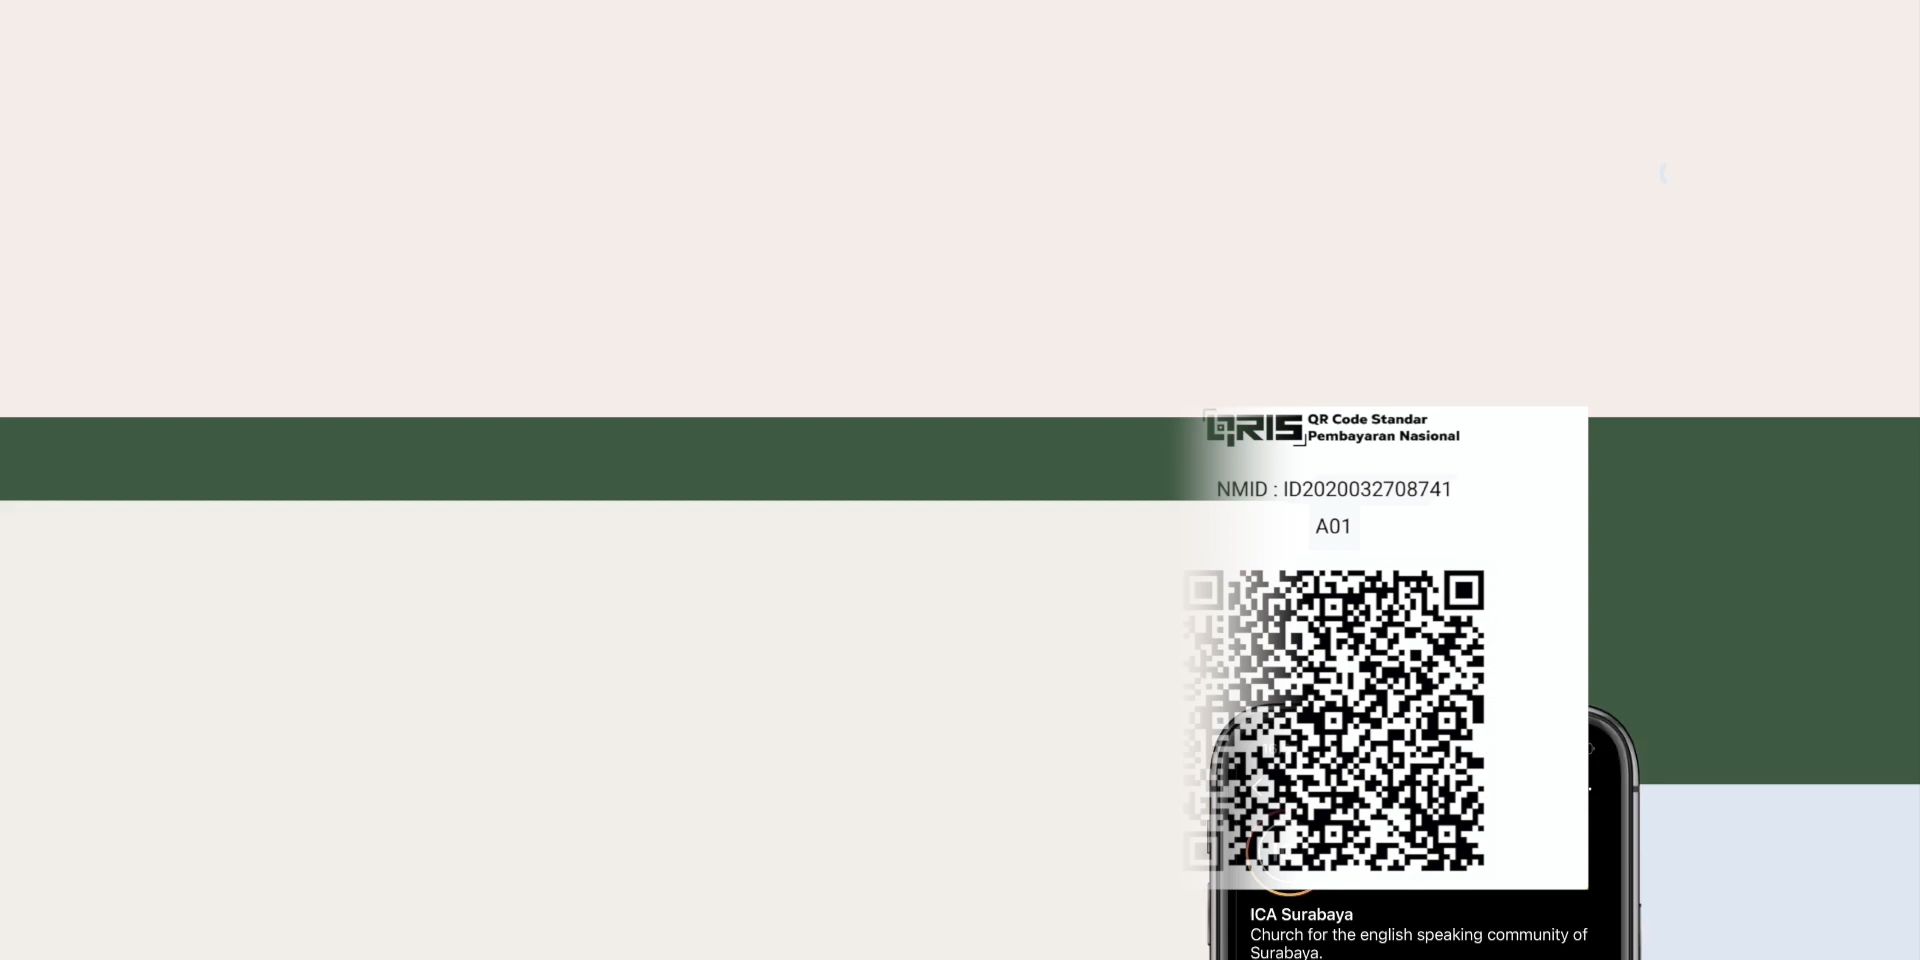 QRIS QR Code Standar
Pembayaran Nasional
NMID : ID2020032708741
A01
ICA Surabaya
Church for the english speaking community of
Surabaya.